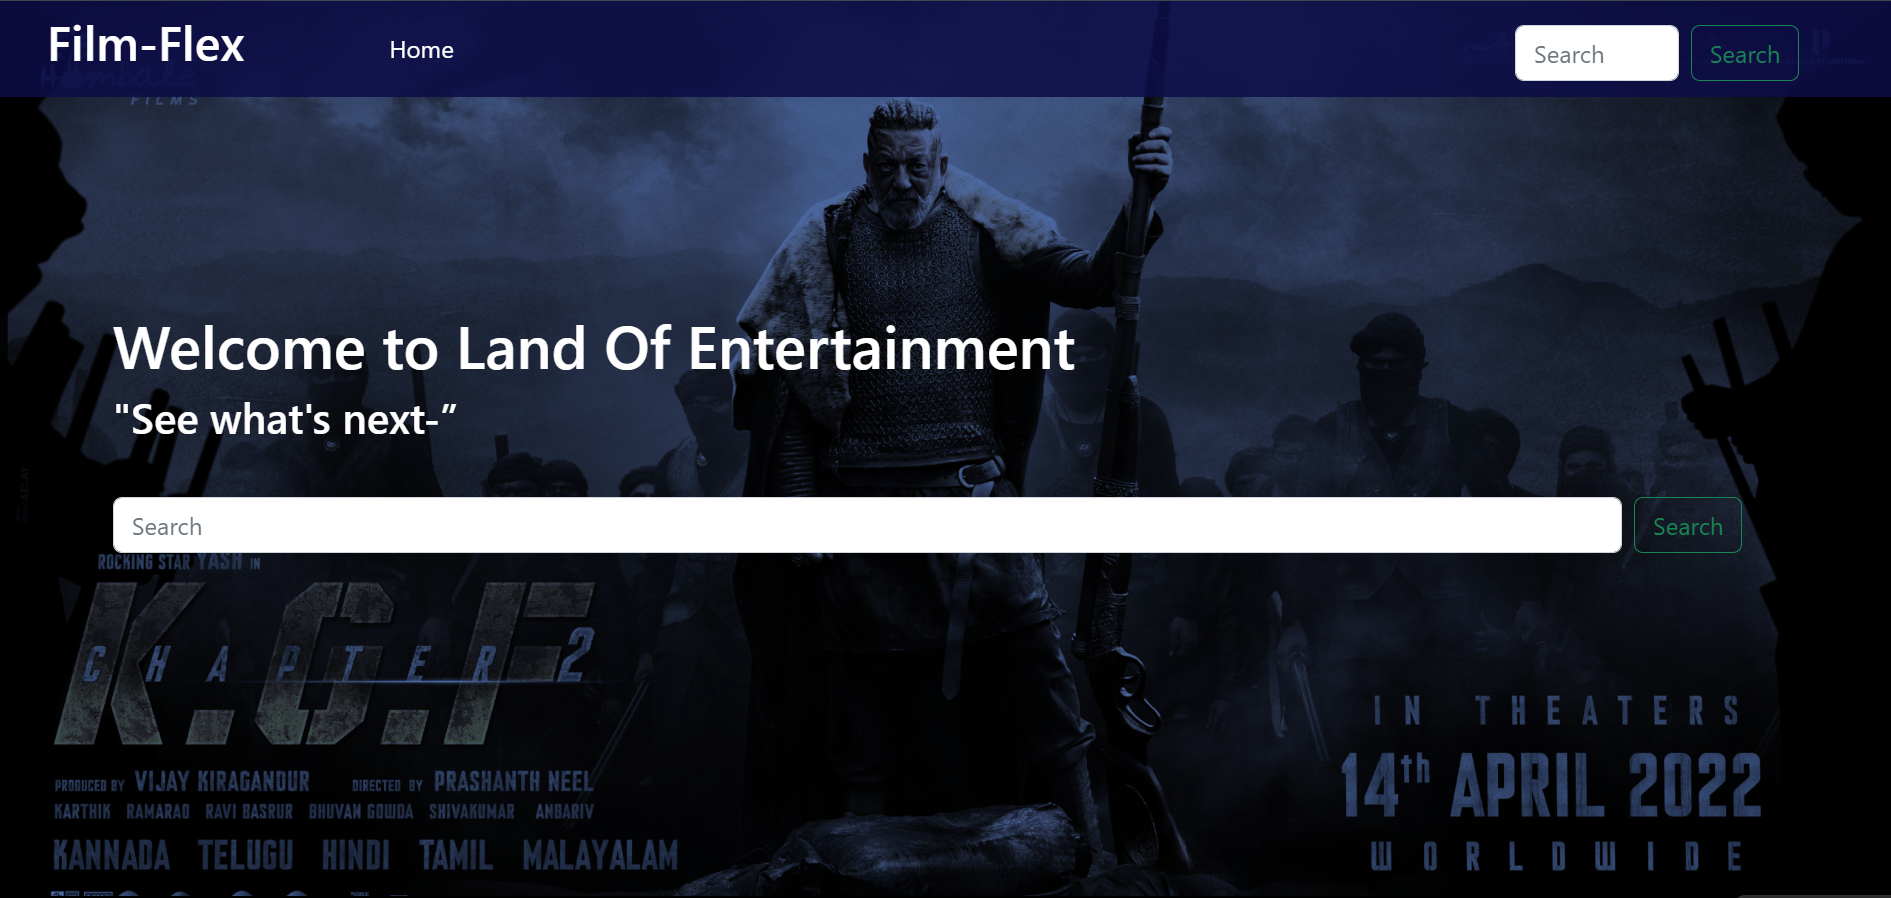 Film-Flex
Home
Search
Search
Hombale
FILMS
Welcome to Land Of Entertainment
"See what's next-”
Search
Search
ROCKING STAR YASH IN
K.G.F
CHAPTER 2
PRODUCED BY VIJAY KIRAGANDUR DIRECTED BY PRASHANTH NEEL
KARTHIK RAMARAO RAVI BASRUR BHUVAN GOWDA SHIVAKUMAR ANBARIV
KANNADA TELUGU HINDI TAMIL MALAYALAM
IN THEATERS
14th APRIL 2022
WORLDWIDE